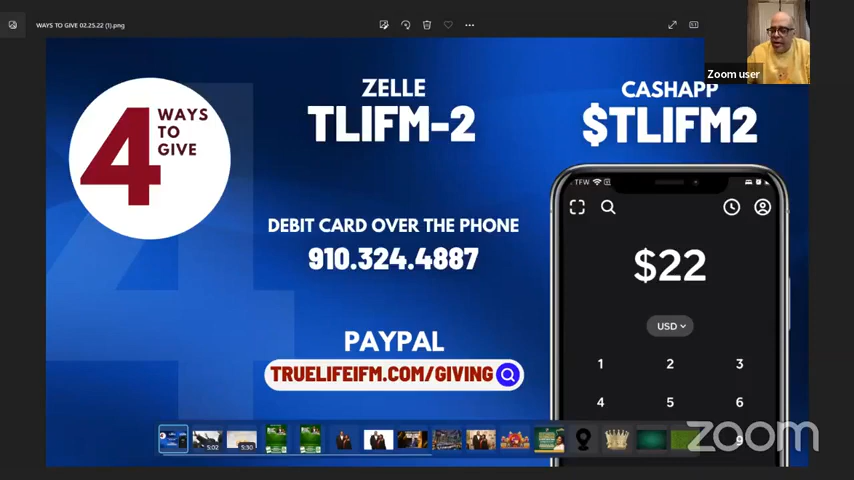 WAYS TO GIVE 02.25.22 (1).png
Zoom user
4
WAYS
TO
GIVE
ZELLE
TLIFM-2
CASHAPP
$TLIFM2
DEBIT CARD OVER THE PHONE
910.324.4887
PAYPAL
TRUELIFEIFM.COM/GIVING
TFW
$22
USD
1 2 3
4 5 6
9
5:02
5:30
zoom